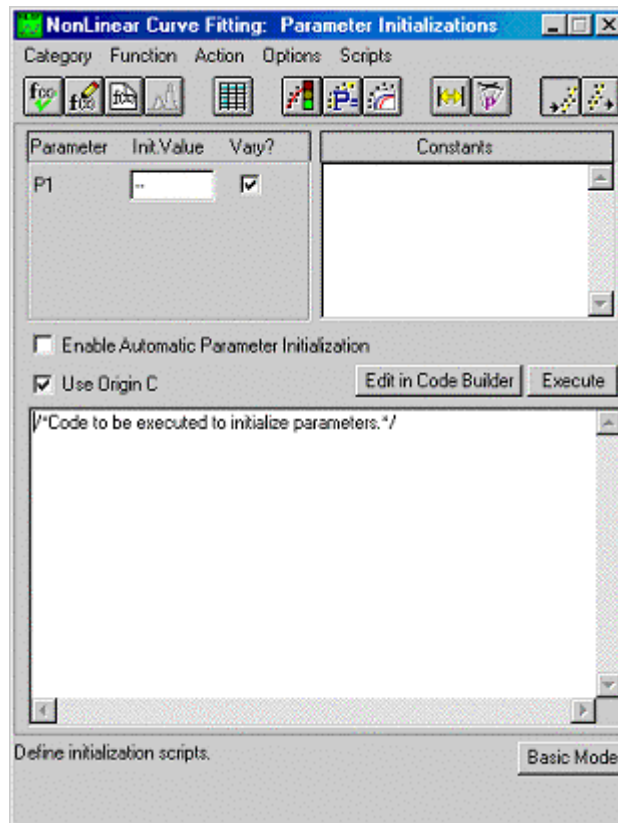 NonLinear Curve Fitting: Parameter Initializations
Category Function Action Options Scripts
Parameter Init.Value Vary? Constants
P1 --
Enable Automatic Parameter Initialization
Use Origin C Edit in Code Builder Execute
/*Code to be executed to initialize parameters.*/
Define initialization scripts. Basic Mode